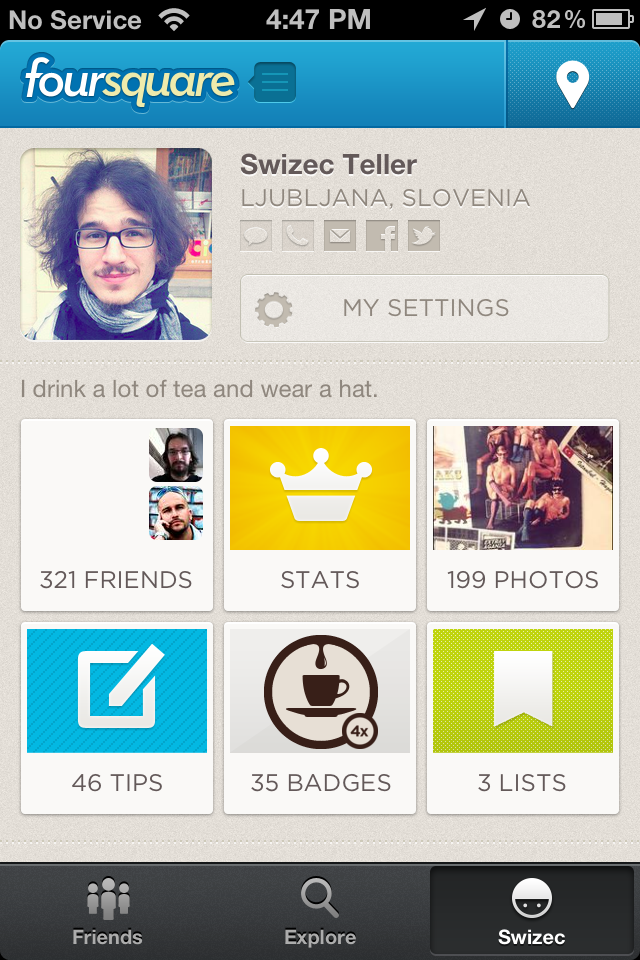 No Service 4:47 PM 82%
foursquare
Swizec Teller
LJUBLJANA, SLOVENIA
MY SETTINGS
I drink a lot of tea and wear a hat.
321 FRIENDS STATS 199 PHOTOS
4x
46 TIPS 35 BADGES 3 LISTS
Friends Explore Swizec